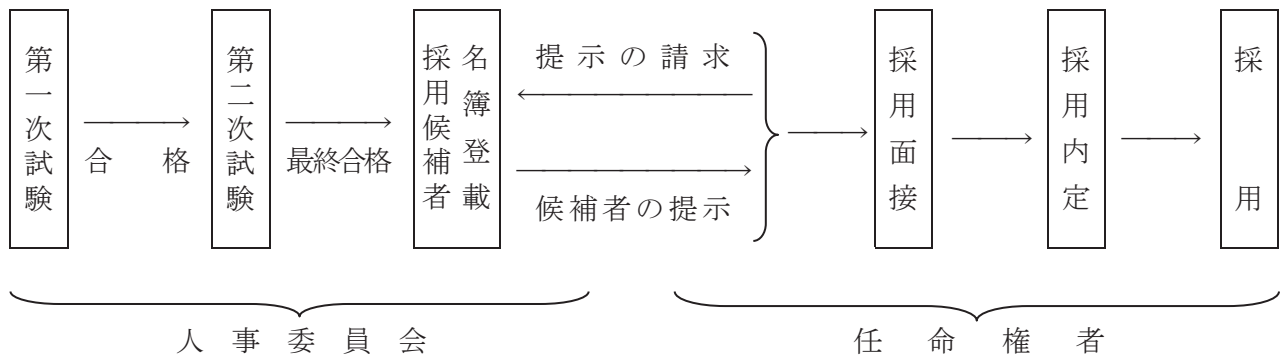 第一次試験
合格
第二次試験
最終合格
採用候補者
名簿登載
提示の請求
候補者の提示
採用面接
採用内定
採用
人事委員会
任命権者